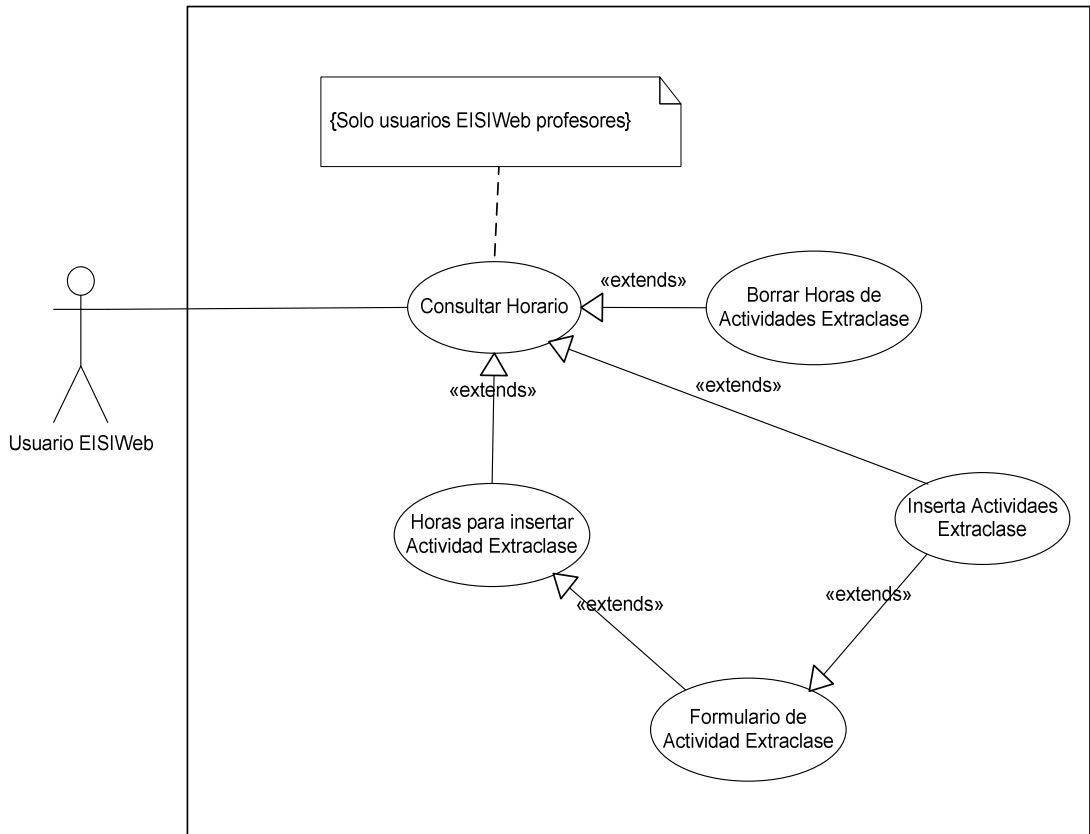 {Solo usuarios EISIWeb profesores}
Consultar Horario
«extends»
Borrar Horas de
Actividades Extraclase
«extends»
«extends»
Usuario EISIWeb
Horas para insertar
Actividad Extraclase
Inserta Actividaes
Extraclase
«extends»
«extends»
Formulario de
Actividad Extraclase